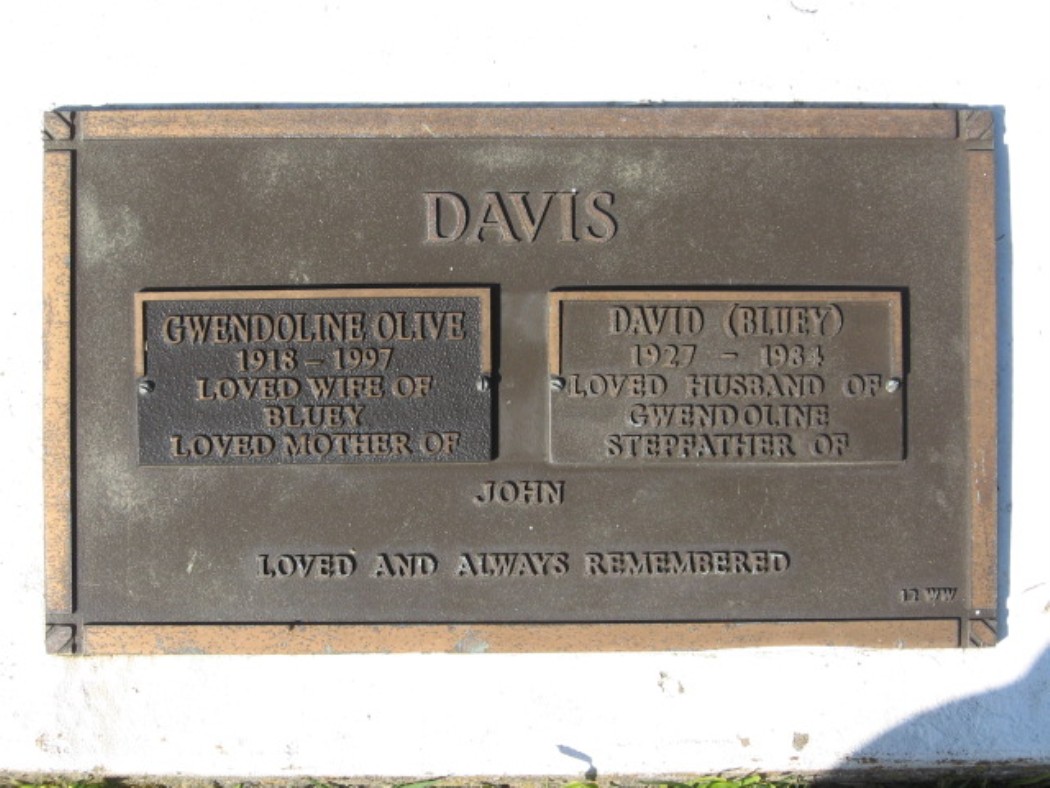 DAVIS
GWENDOLINE OLIVE
1918 – 1997
LOVED WIFE OF
BLUEY
LOVED MOTHER OF
DAVID (BLUEY)
1927 – 1984
LOVED HUSBAND OF
GWENDOLINE
STEPFATHER OF
JOHN
LOVED AND ALWAYS REMEMBERED
12 WW